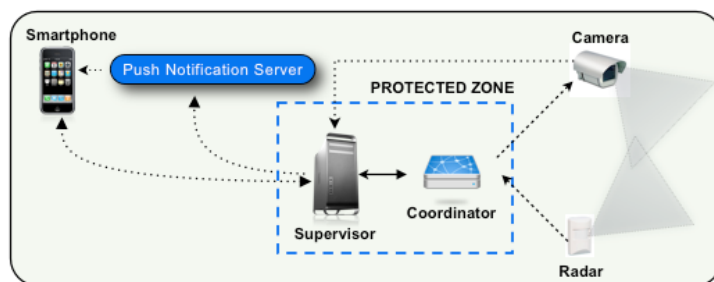 Smartphone
Camera
Push Notification Server
PROTECTED ZONE
Coordinator
Supervisor
Radar